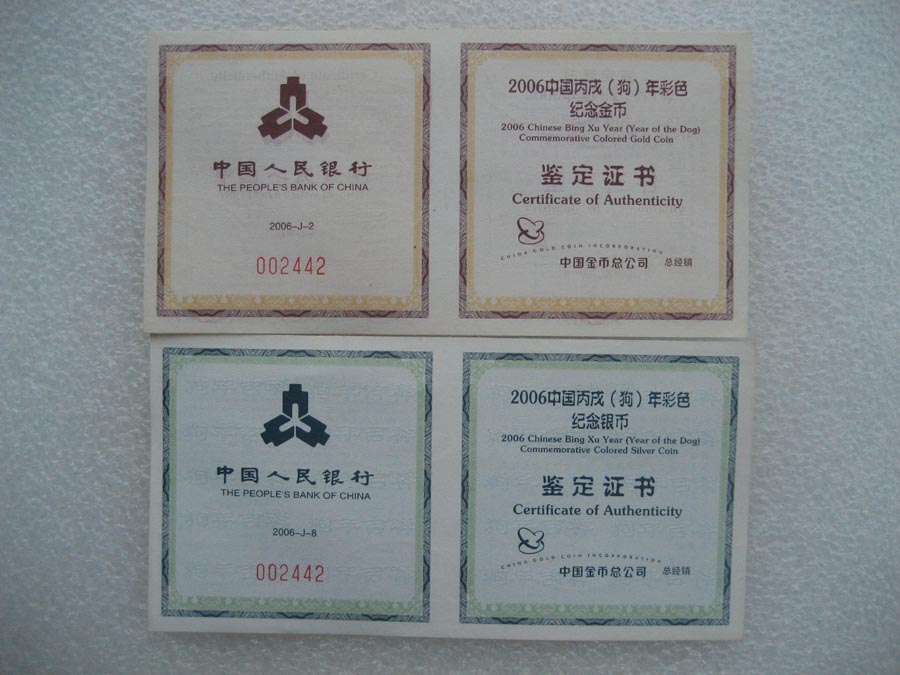 中国人民银行
THE PEOPLE'S BANK OF CHINA
2006-J-2
002442
2006中国丙戌（狗）年彩色
纪念金币
2006 Chinese Bing Xu Year (Year of the Dog)
Commemorative Colored Gold Coin
鉴定证书
Certificate of Authenticity
CHINA GOLD COIN INCORPORATION
中国金币总公司 总经销
中国人民银行
THE PEOPLE'S BANK OF CHINA
2006-J-8
002442
2006中国丙戌（狗）年彩色
纪念银币
2006 Chinese Bing Xu Year (Year of the Dog)
Commemorative Colored Silver Coin
鉴定证书
Certificate of Authenticity
CHINA GOLD COIN INCORPORATION
中国金币总公司 总经销